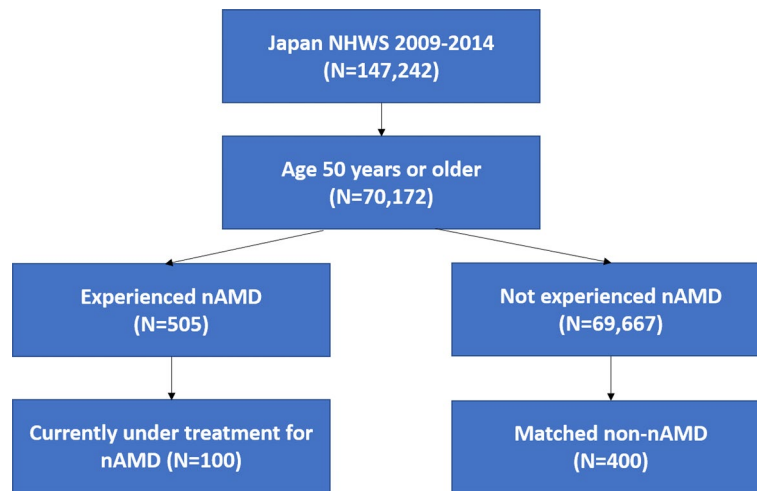 Japan NHWS 2009-2014
(N=147,242)
Age 50 years or older
(N=70,172)
Experienced nAMD
(N=505)
Not experienced nAMD
(N=69,667)
Currently under treatment for
nAMD (N=100)
Matched non-nAMD
(N=400)